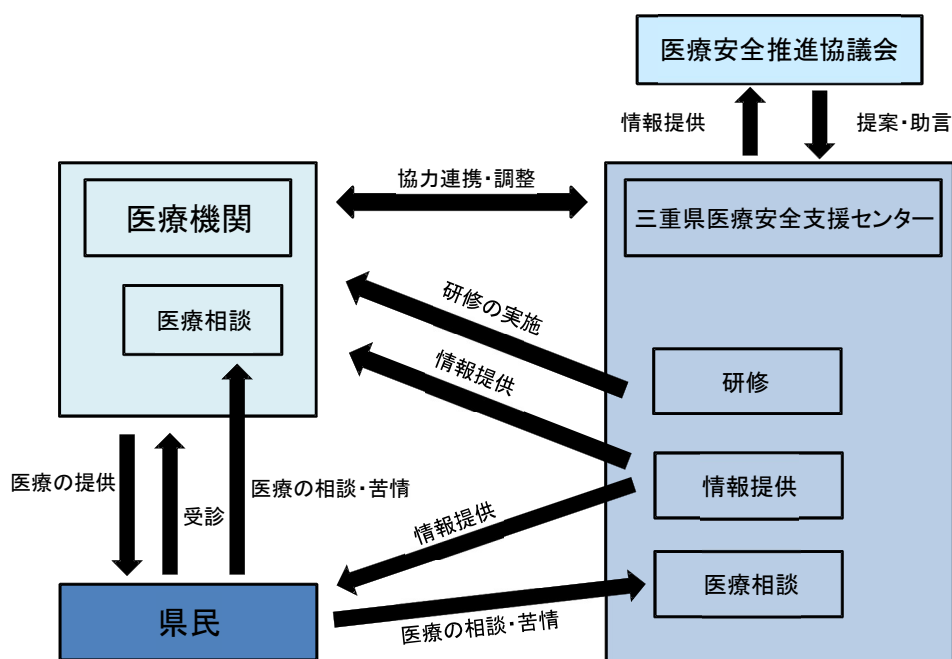 医療安全推進協議会
情報提供
提案・助言
医療機関
協力連携・調整
三重県医療安全支援センター
医療相談
研修の実施
情報提供
研修
医療の提供
受診
医療の相談・苦情
情報提供
情報提供
医療相談
県民
医療の相談・苦情